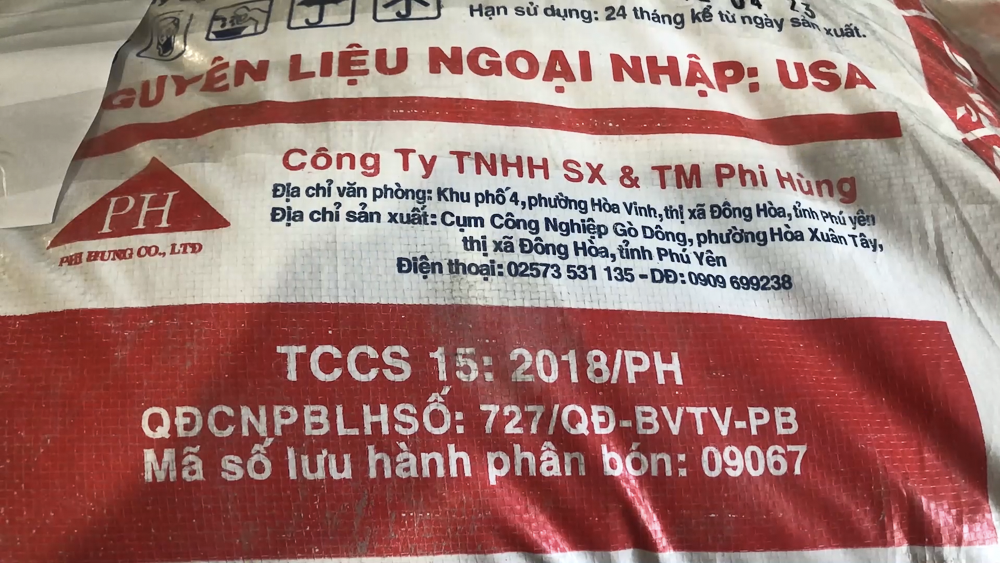 04 23
Hạn sử dụng: 24 tháng kể từ ngày sản xuất.
GUYÊN LIỆU NGOẠI NHẬP: USA
PH
PHI HUNG CO., LTD
Công Ty TNHH SX & TM Phi Hùng
Địa chỉ văn phòng: Khu phố 4, phường Hòa Vinh, thị xã Đông Hòa, tỉnh Phú yên
Địa chỉ sản xuất: Cụm Công Nghiệp Gò Dông, phường Hòa Xuân Tây,
thị xã Đông Hòa, tỉnh Phú Yên
Điện thoại: 02573 531 135 - DĐ: 0909 699238
TCCS 15: 2018/PH
QĐCNPBLHSỐ: 727/QĐ-BVTV-PB
Mã số lưu hành phân bón: 09067